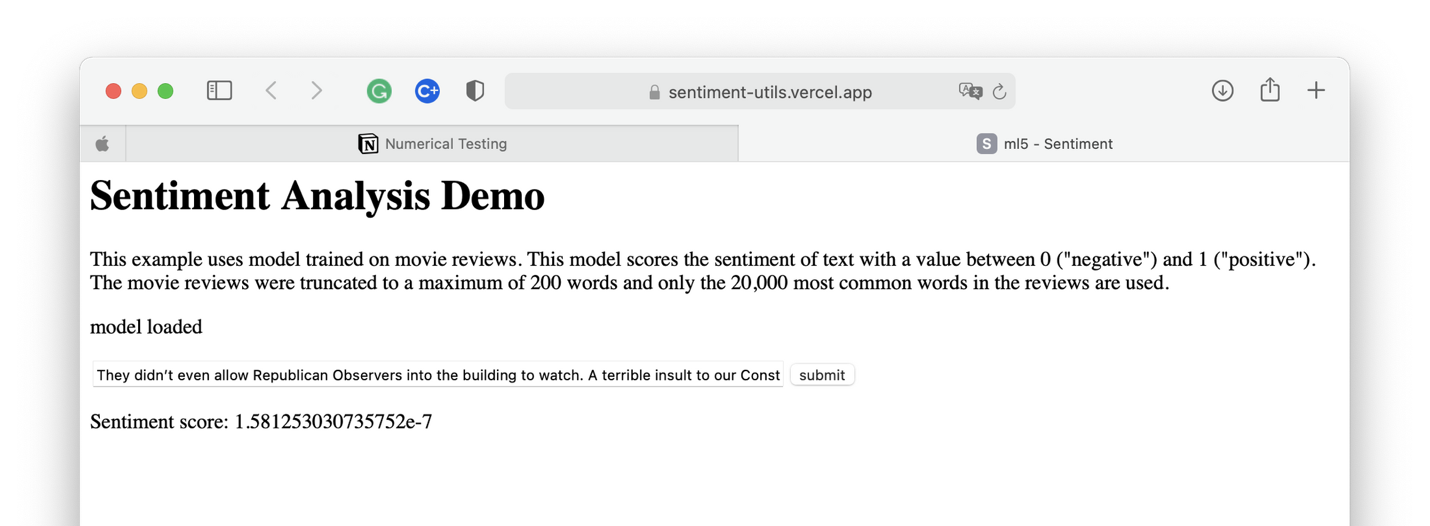 sentiment-utils.vercel.app
Numerical Testing
S ml5 - Sentiment
Sentiment Analysis Demo
This example uses model trained on movie reviews. This model scores the sentiment of text with a value between 0 ("negative") and 1 ("positive").
The movie reviews were truncated to a maximum of 200 words and only the 20,000 most common words in the reviews are used.
model loaded
They didn’t even allow Republican Observers into the building to watch. A terrible insult to our Const submit
Sentiment score: 1.581253030735752e-7